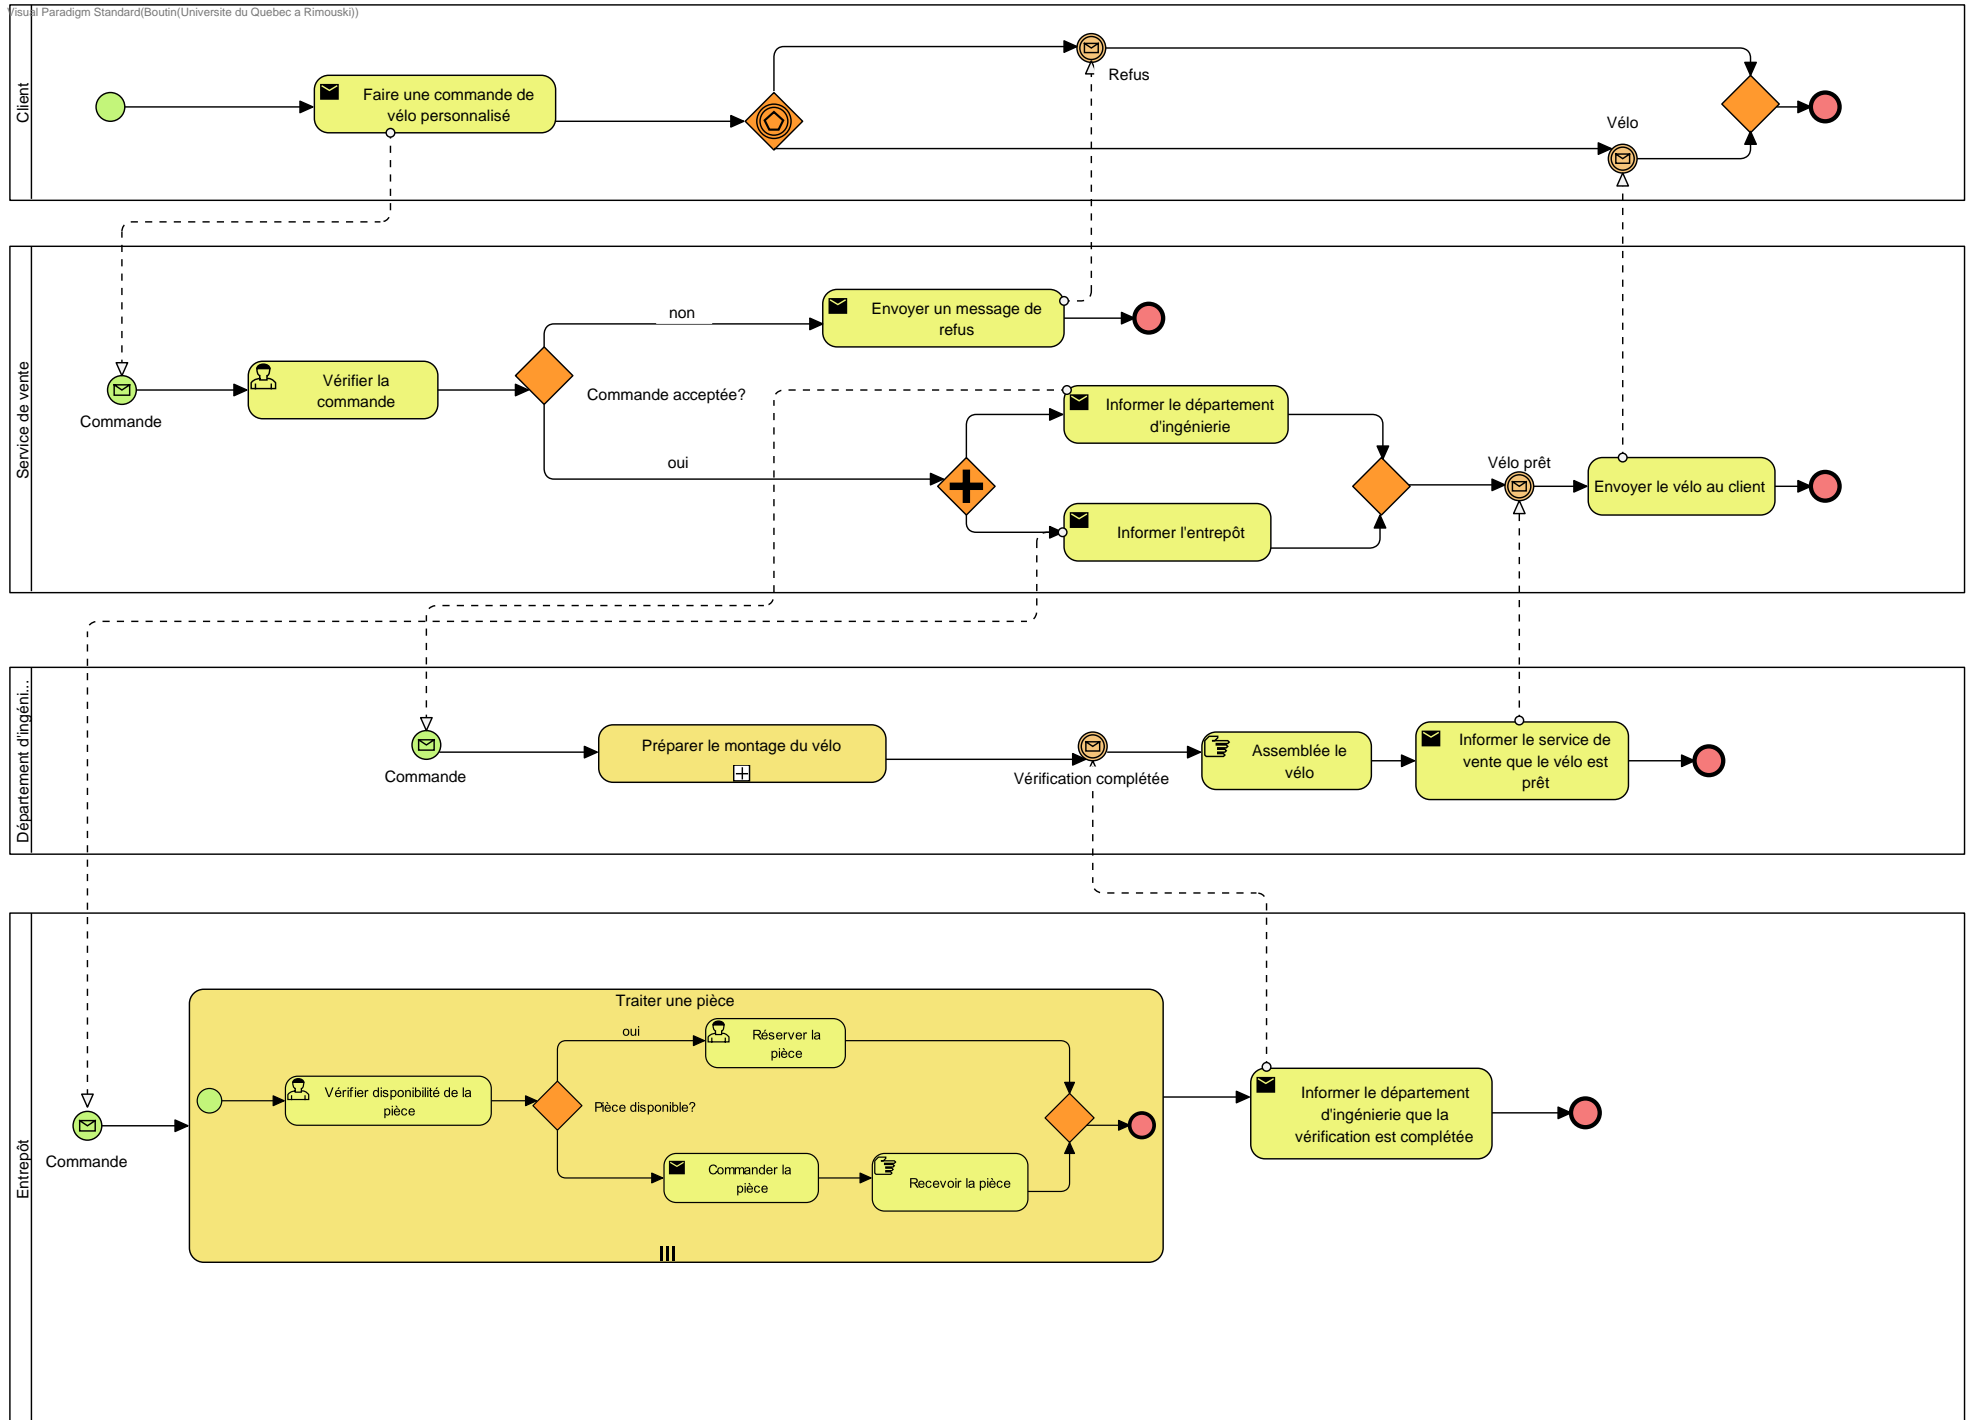 Visual Paradigm Standard(Boutin(Universite du Quebec a Rimouski))
Client
Faire une commande de
vélo personnalisé
Refus
Vélo
Service de vente
Commande
Vérifier la
commande
Commande acceptée?
non
oui
Envoyer un message de
refus
Informer le département
d'ingénierie
Informer l'entrepôt
Vélo prêt
Envoyer le vélo au client
Département d'ingéni...
Commande
Préparer le montage du vélo
Vérification complétée
Assemblée le
vélo
Informer le service de
vente que le vélo est
prêt
Entrepôt
Commande
Traiter une pièce
Vérifier disponibilité de la
pièce
Pièce disponible?
oui
Réserver la
pièce
Commander la
pièce
Recevoir la pièce
Informer le département
d'ingénierie que la
vérification est complétée